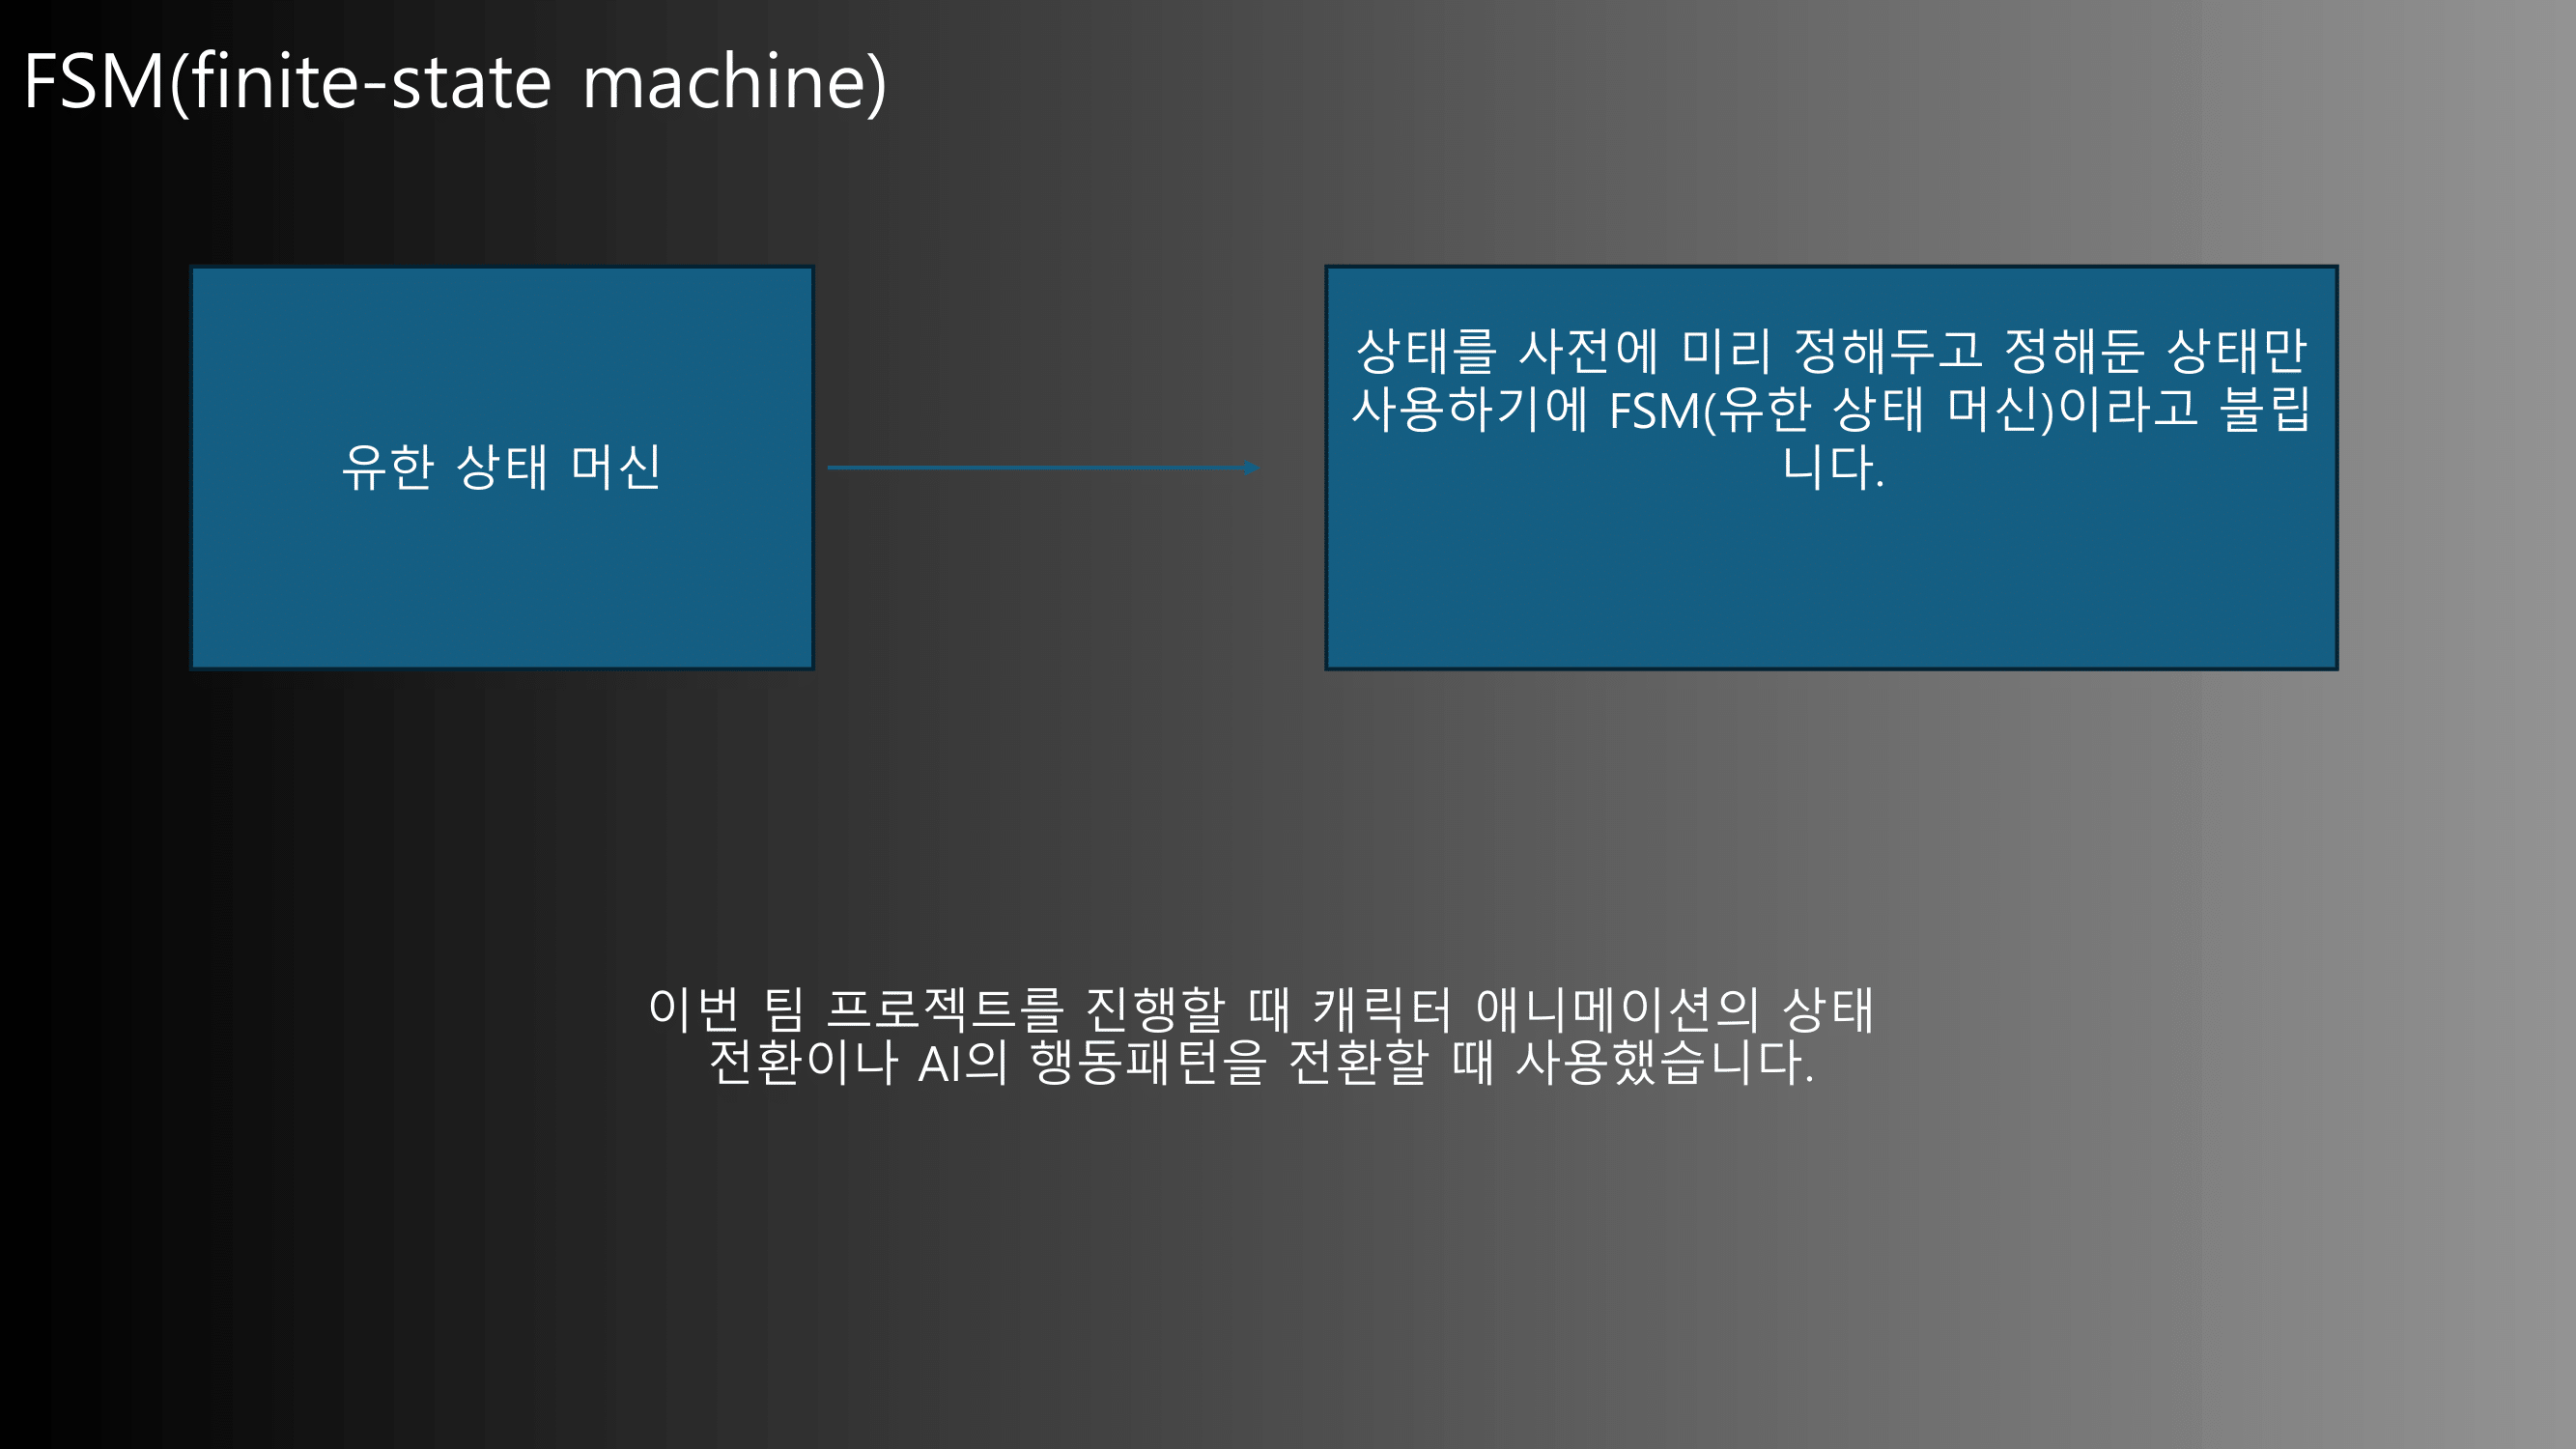 FSM(finite-state machine)
유한 상태 머신
상태를 사전에 미리 정해두고 정해둔 상태만
사용하기에 FSM(유한 상태 머신)이라고 불립
니다.
이번 팀 프로젝트를 진행할 때 캐릭터 애니메이션의 상태
전환이나 AI의 행동패턴을 전환할 때 사용했습니다.